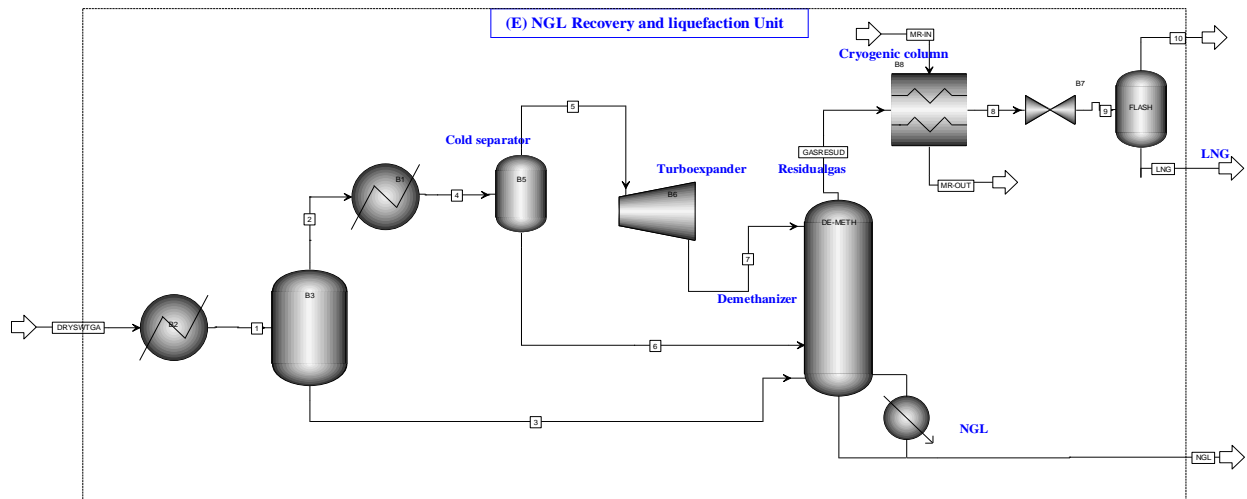 (E) NGL Recovery and liquefaction Unit
MR-IN
10
Cryogenic column
B8
B7
5
8
9
FLASH
Cold separator
B1
B5
4
Turboexpander
GASRESUD
Residualgas
LNG
LNG
B6
MR-OUT
2
DE-METH
7
B3
Demethanizer
DRYSWTGA
B2
1
6
3
NGL
NGL